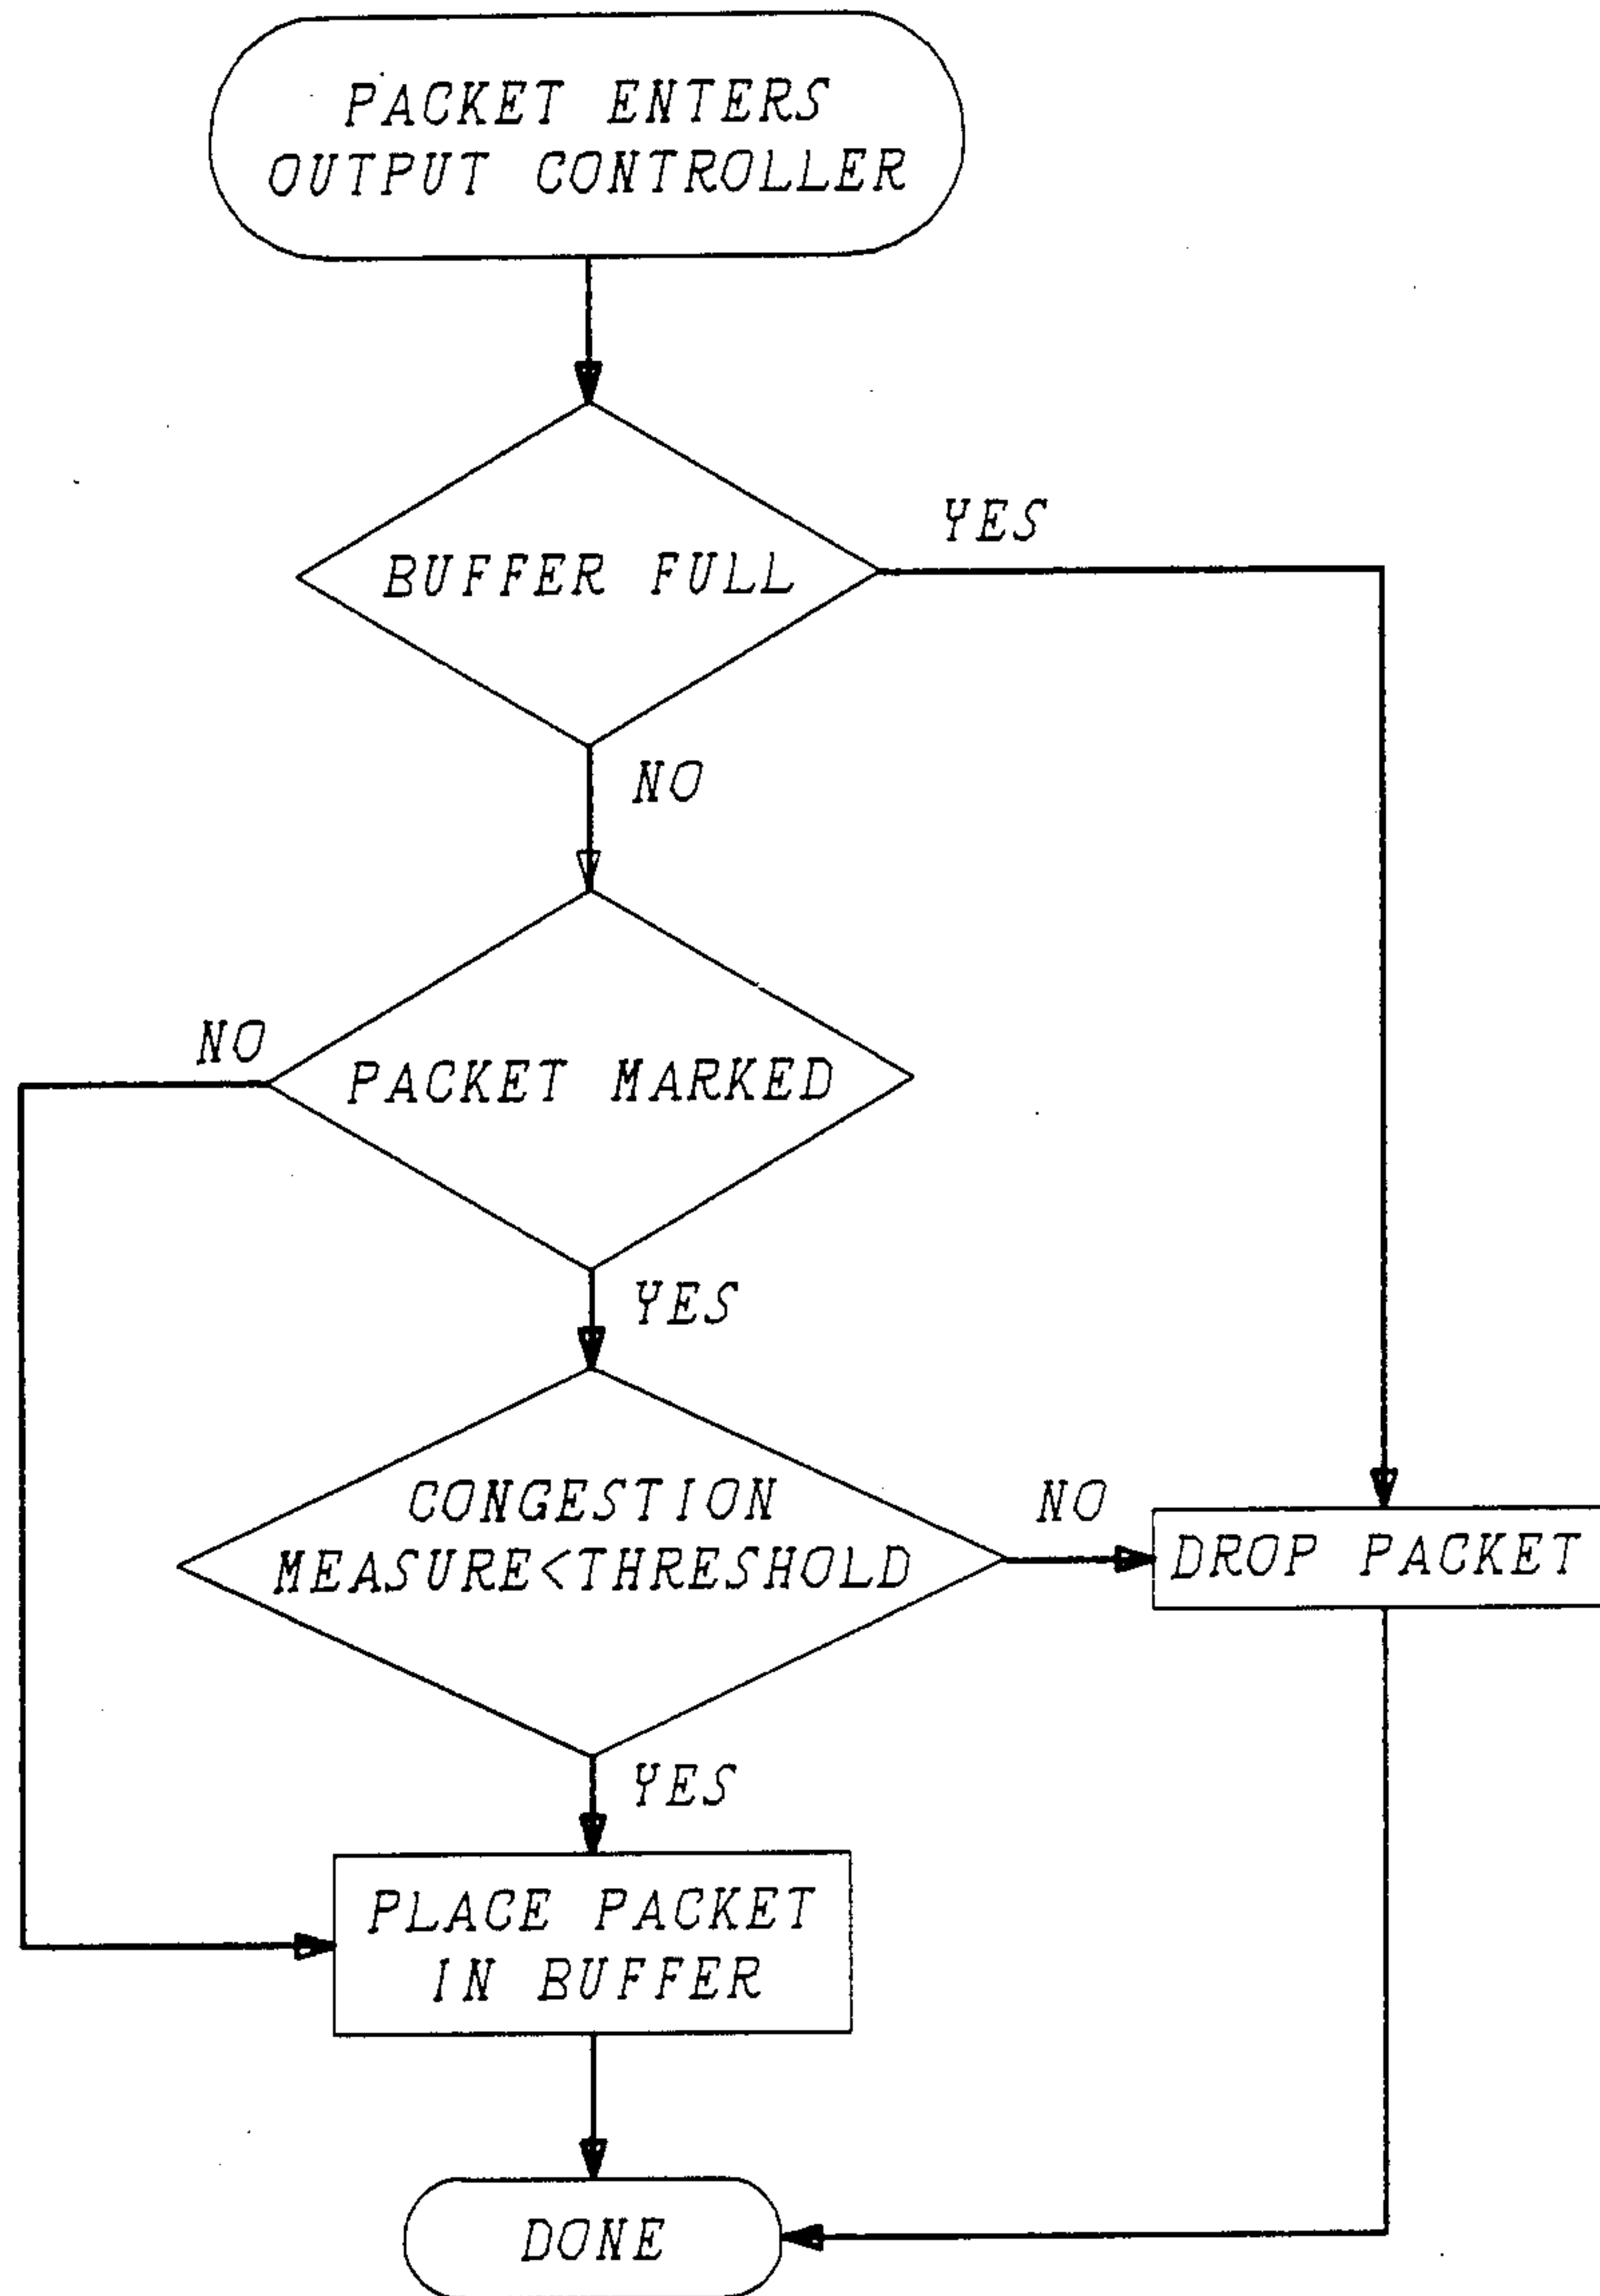 PACKET ENTERS
OUTPUT CONTROLLER
BUFFER FULL
YES
NO
PACKET MARKED
NO
YES
CONGESTION
MEASURE<THRESHOLD
NO
DROP PACKET
YES
PLACE PACKET
IN BUFFER
DONE